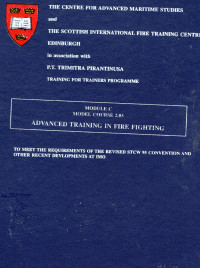 THE CENTRE FOR ADVANCED MARITIME STUDIES
and
THE SCOTTISH INTERNATIONAL FIRE TRAINING CENTRE
EDINBURGH
in association with
P.T. TRIMITRA PIRANTINUSA
TRAINING FOR TRAINERS PROGRAMME
MODULE C
MODEL COURSE 2.03
ADVANCED TRAINING IN FIRE FIGHTING
TO MEET THE REQUIREMENTS OF THE REVISED STCW 95 CONVENTION AND
OTHER RECENT DEVLOPMENTS AT IMO